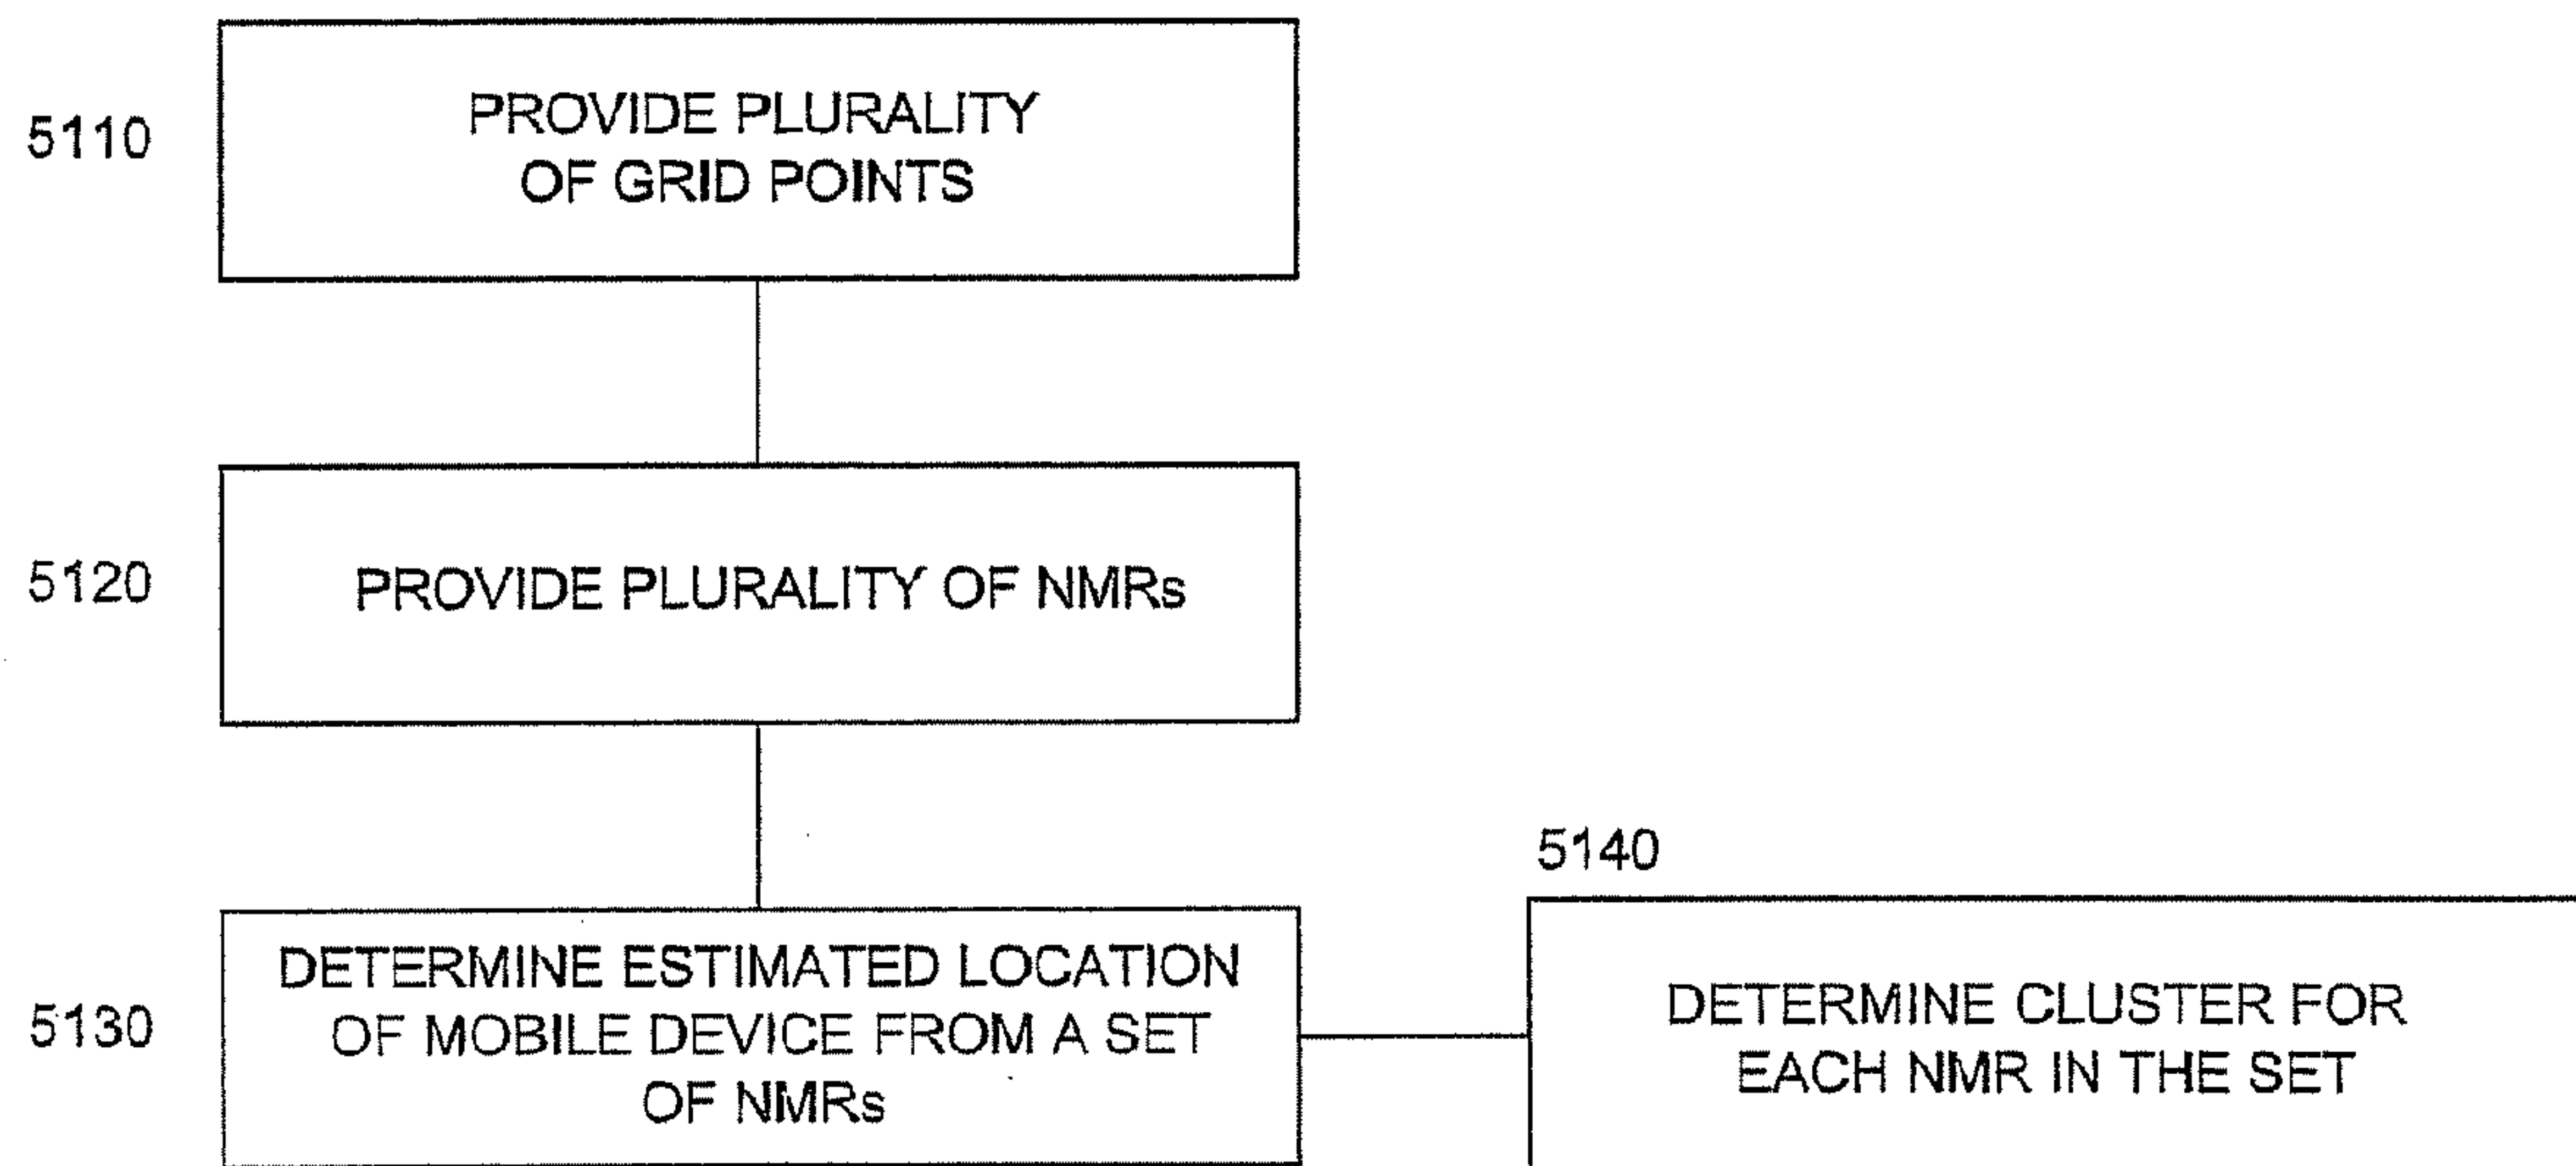 5110
PROVIDE PLURALITY
OF GRID POINTS
5120
PROVIDE PLURALITY OF NMRs
5130
DETERMINE ESTIMATED LOCATION
OF MOBILE DEVICE FROM A SET
OF NMRs
5140
DETERMINE CLUSTER FOR
EACH NMR IN THE SET